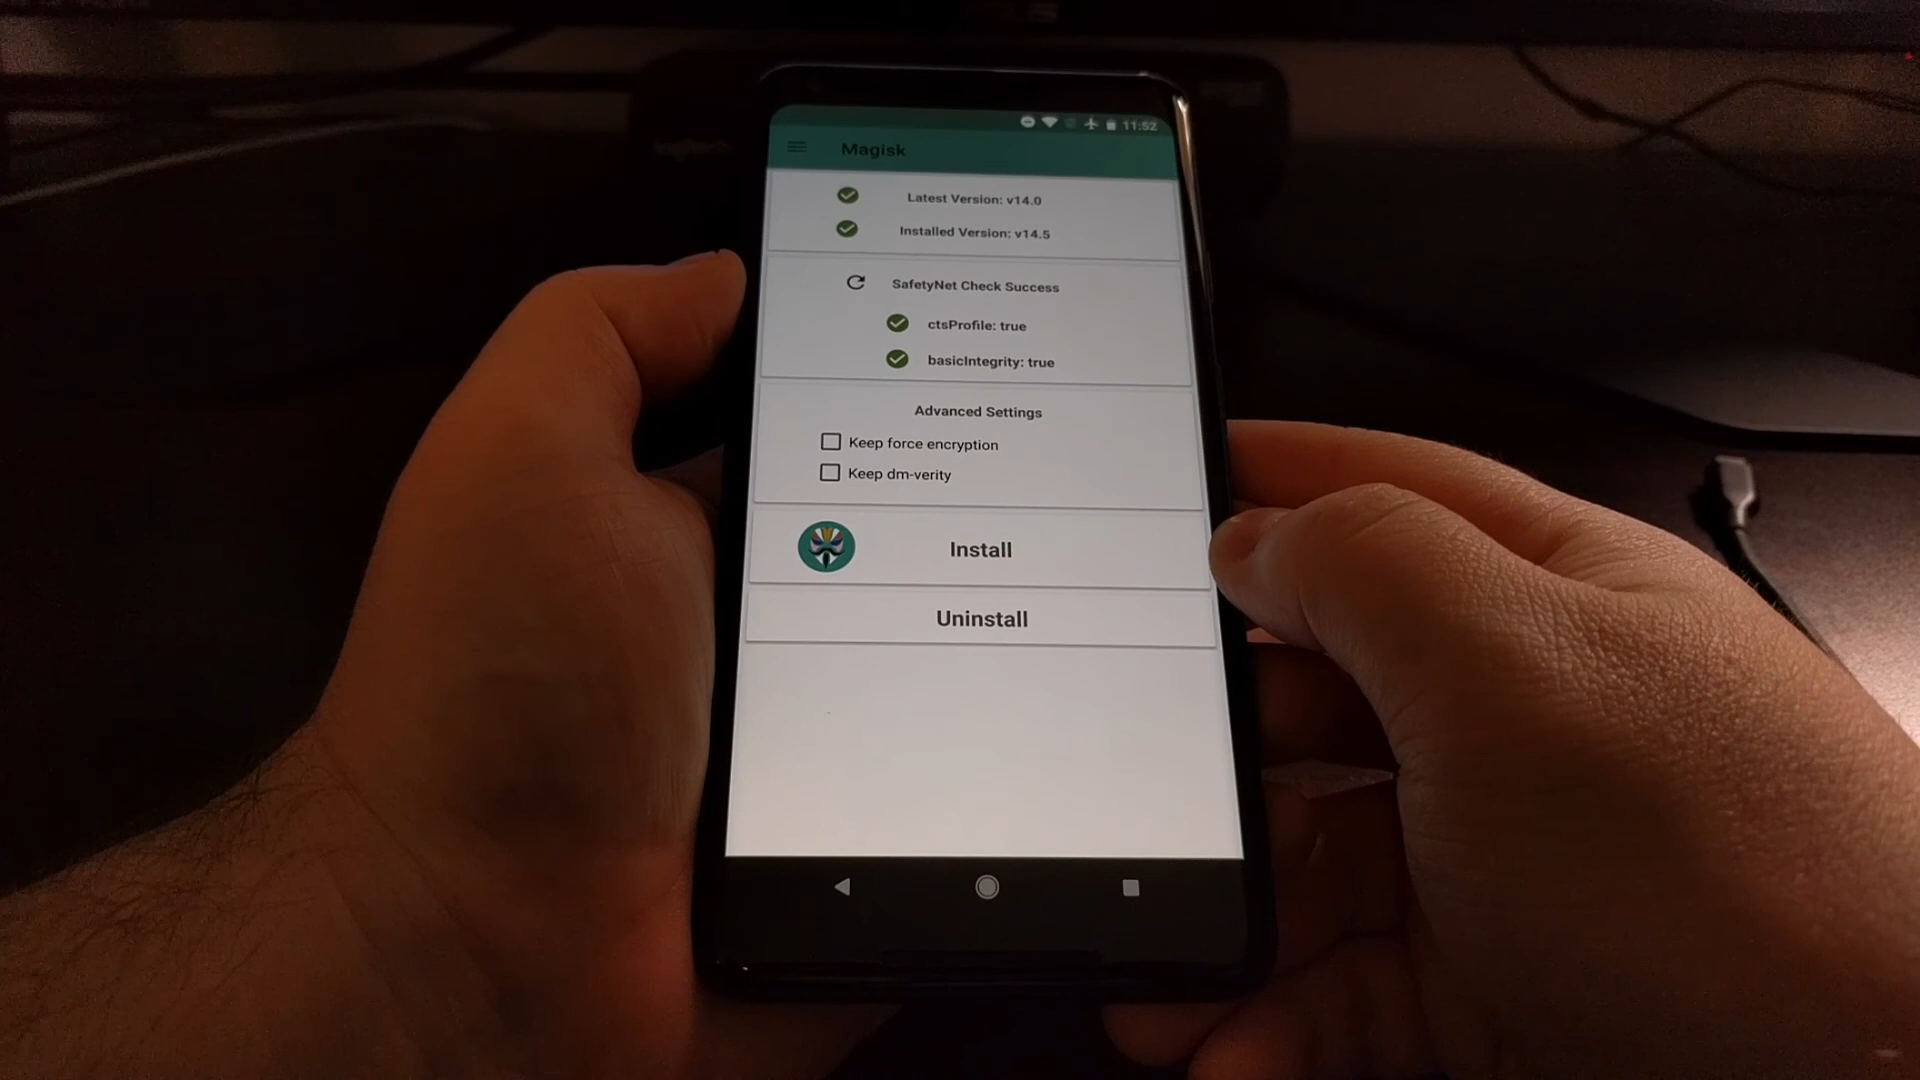 11:52
Magisk
Latest Version: v14.0
Installed Version: v14.5
SafetyNet Check Success
ctsProfile: true
basicIntegrity: true
Advanced Settings
Keep force encryption
Keep dm-verity
Install
Uninstall